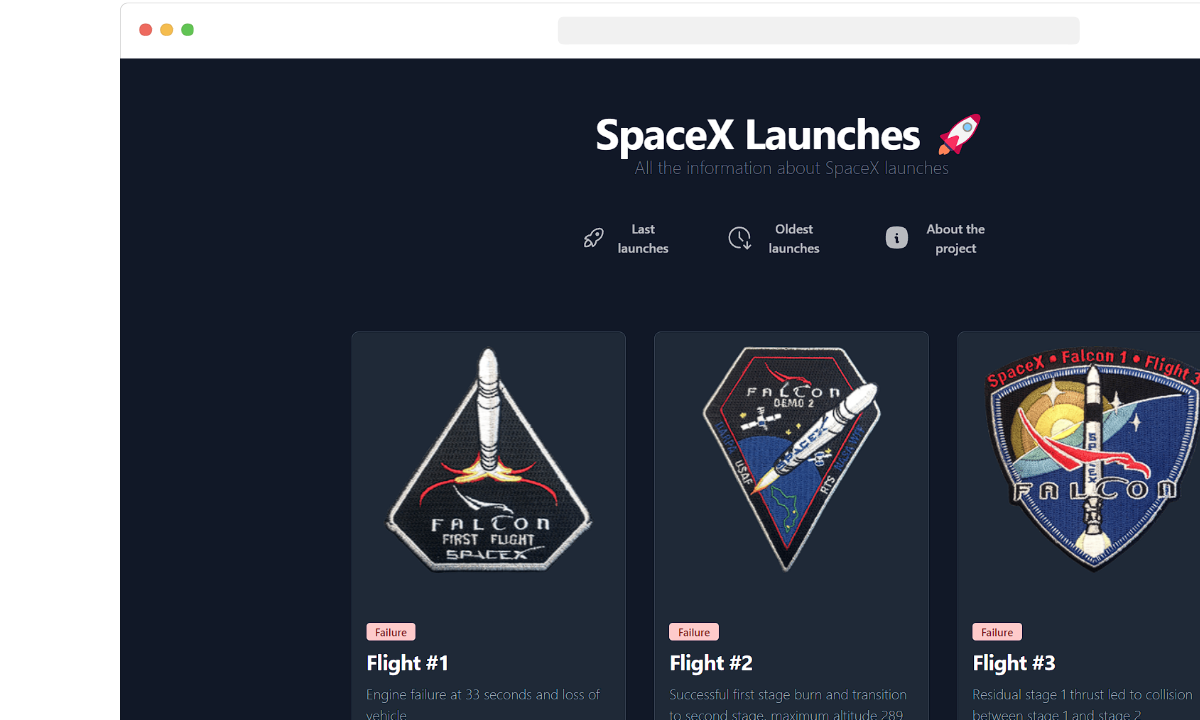 SpaceX Launches
All the information about SpaceX launches
Last
launches
Oldest
launches
About the
project
FALCON
FIRST FLIGHT
SPACEX
FALCON
DEMO 2
USAF
SPACEX
RTS
SpaceX • Falcon 1 • Flight 3
SPACEX
FALCON
Failure
Flight #1
Engine failure at 33 seconds and loss of
vehicle
Failure
Flight #2
Successful first stage burn and transition
to second stage, maximum altitude 289
Failure
Flight #3
Residual stage 1 thrust led to collision
between stage 1 and stage 2